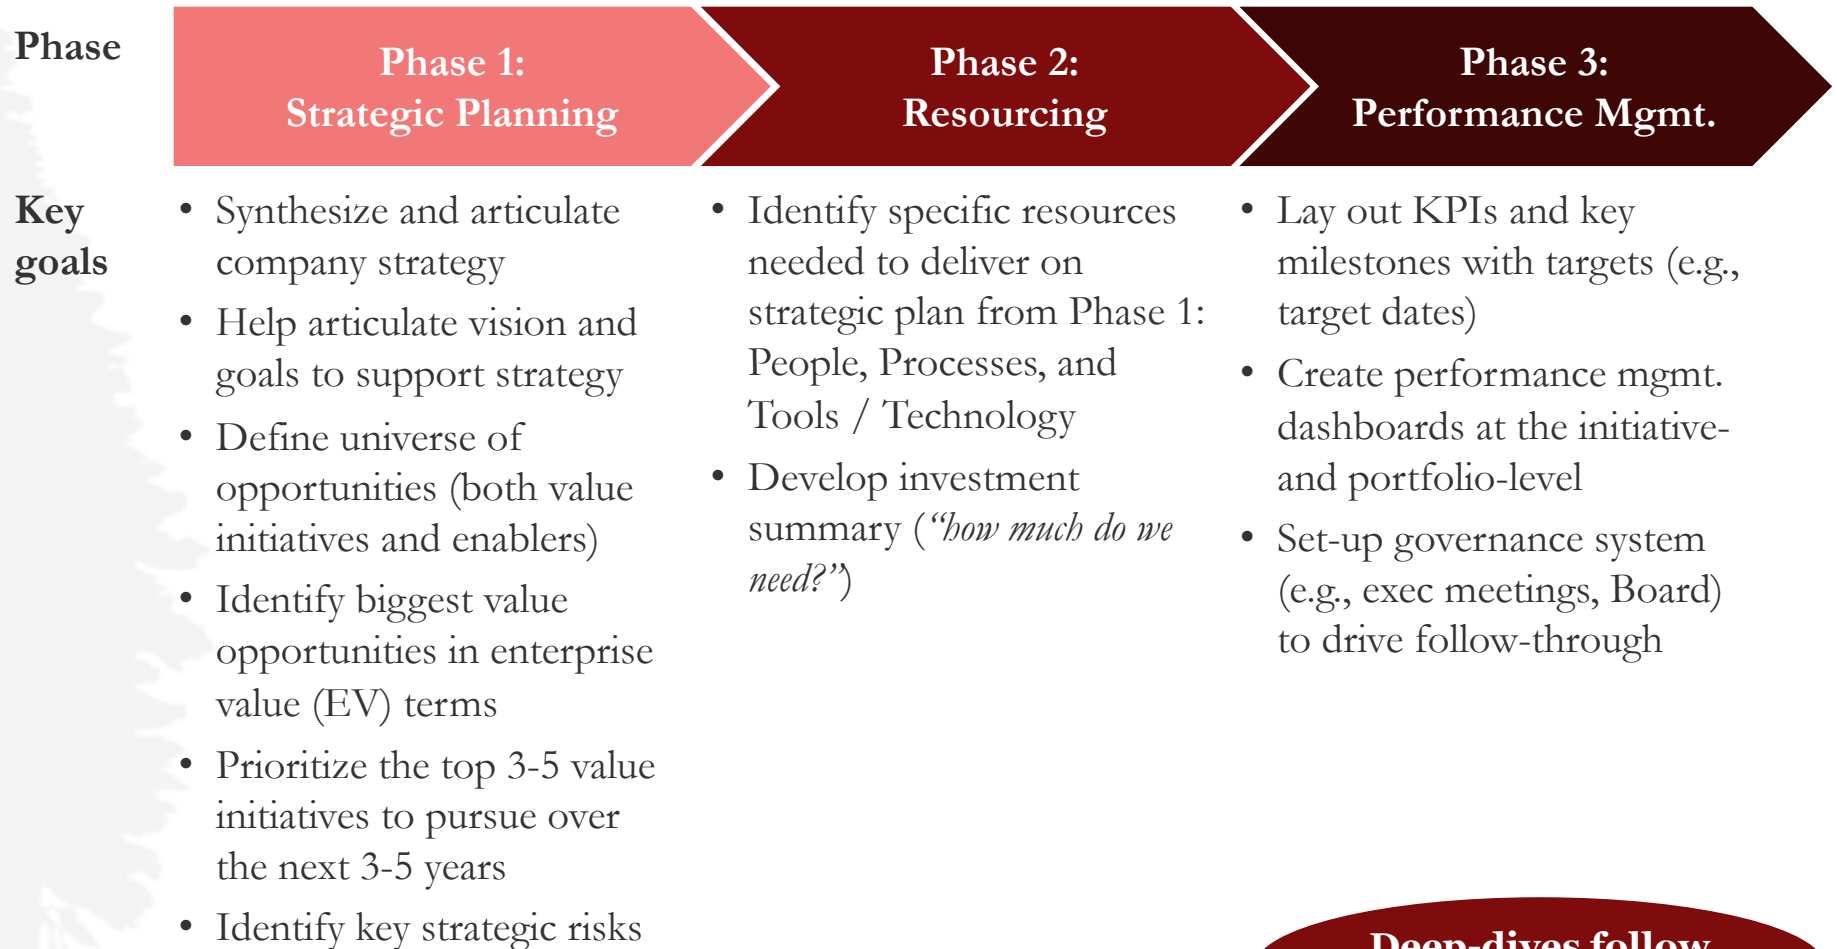 Phase
Phase 1:
Strategic Planning
Phase 2:
Resourcing
Phase 3:
Performance Mgmt.
Key
goals
• Synthesize and articulate
company strategy
• Help articulate vision and
goals to support strategy
• Define universe of
opportunities (both value
initiatives and enablers)
• Identify biggest value
opportunities in enterprise
value (EV) terms
• Prioritize the top 3-5 value
initiatives to pursue over
the next 3-5 years
• Identify key strategic risks
• Identify specific resources
needed to deliver on
strategic plan from Phase 1:
People, Processes, and
Tools / Technology
• Develop investment
summary (“how much do we
need?”)
• Lay out KPIs and key
milestones with targets (e.g.,
target dates)
• Create performance mgmt.
dashboards at the initiative-
and portfolio-level
• Set-up governance system
(e.g., exec meetings, Board)
to drive follow-through
Deep-dives follow